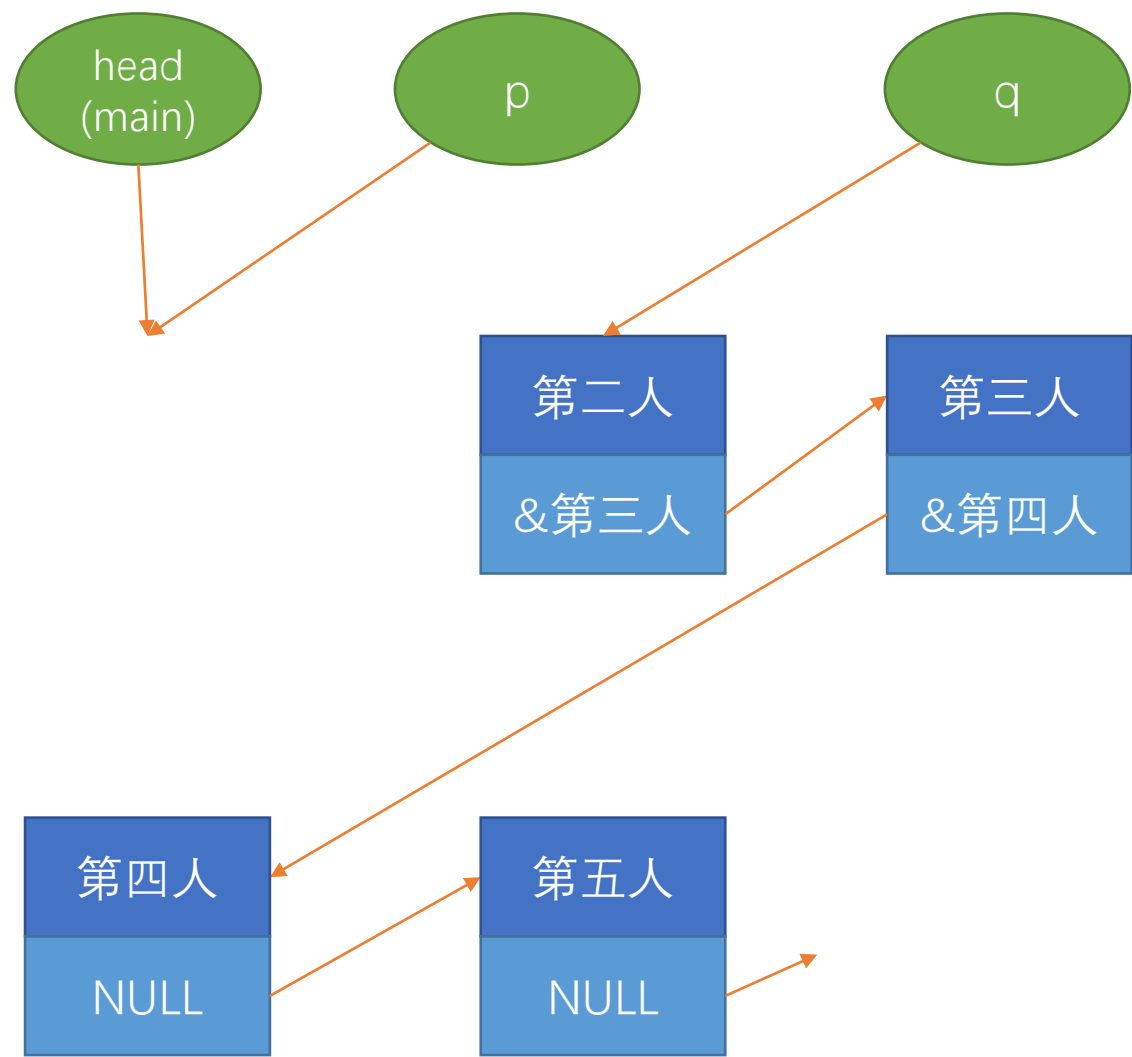 head
(main)
p
q
第二人
&第三人
第三人
&第四人
第四人
NULL
第五人
NULL